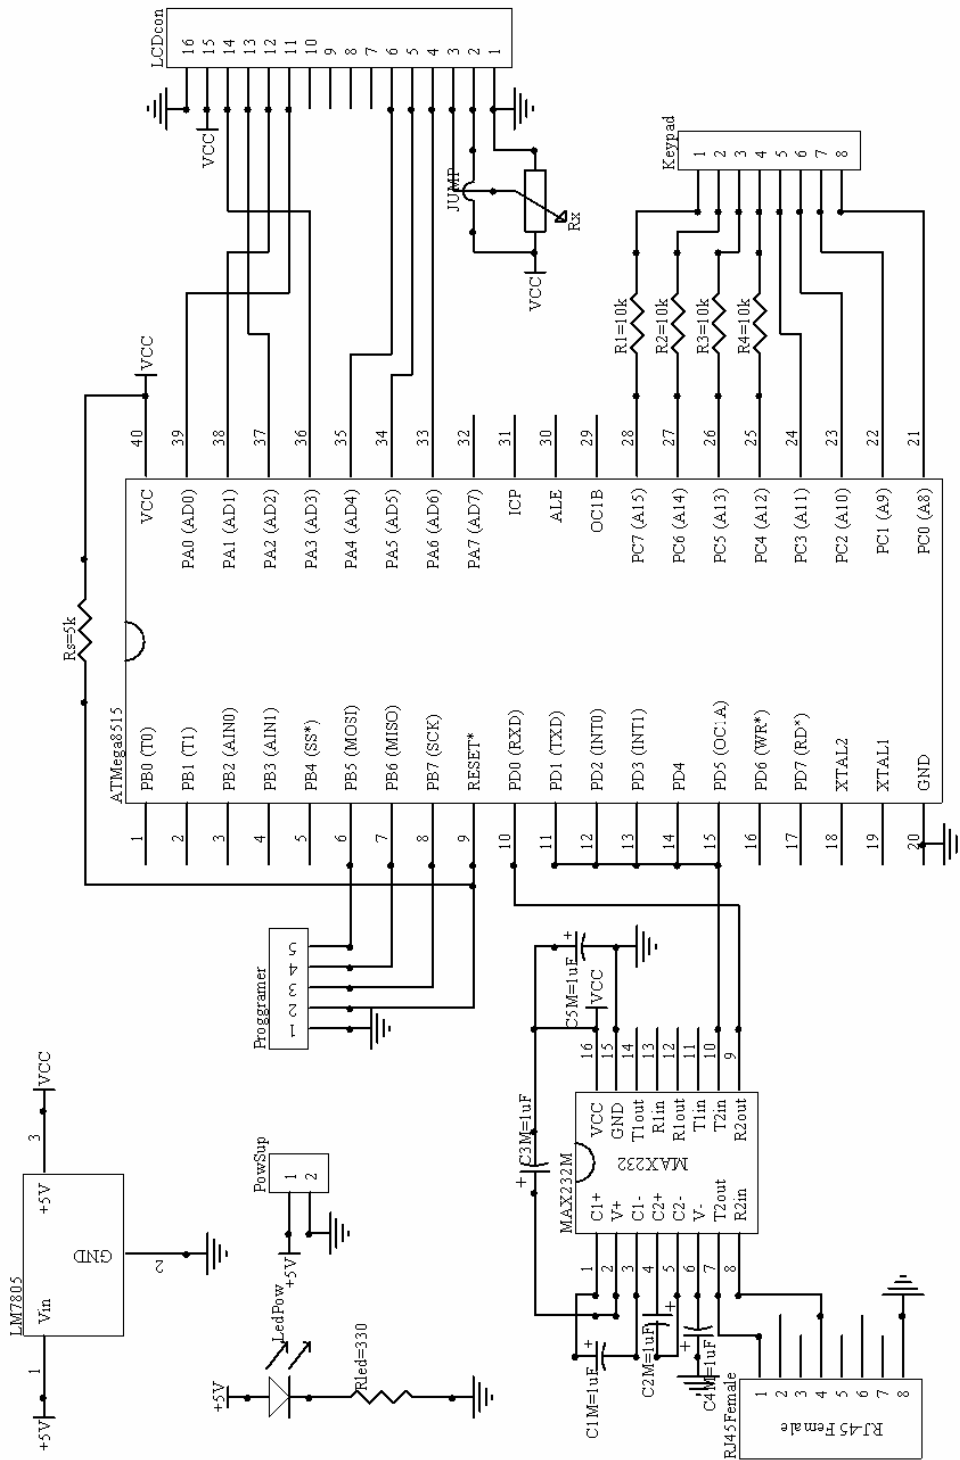 LCDcon
16
15
14
13
12
11
10
9
8
7
6
5
4
3
2
1
VCC
JUMP
Rx
VCC
Keypad
1
2
3
4
5
6
7
8
R1=10k
R2=10k
R3=10k
R4=10k
VCC
40
39
38
37
36
35
34
33
32
31
30
29
28
27
26
25
24
23
22
21
VCC
PA0 (AD0)
PA1 (AD1)
PA2 (AD2)
PA3 (AD3)
PA4 (AD4)
PA5 (AD5)
PA6 (AD6)
PA7 (AD7)
ICP
ALE
OC1B
PC7 (A15)
PC6 (A14)
PC5 (A13)
PC4 (A12)
PC3 (A11)
PC2 (A10)
PC1 (A9)
PC0 (A8)
Rs=5k
ATMega8515
PB0 (T0)
PB1 (T1)
PB2 (AIN0)
PB3 (AIN1)
PB4 (SS*)
PB5 (MOSI)
PB6 (MISO)
PB7 (SCK)
RESET*
PD0 (RXD)
PD1 (TXD)
PD2 (INT0)
PD3 (INT1)
PD4
PD5 (OC1A)
PD6 (WR*)
PD7 (RD*)
XTAL2
XTAL1
GND
1
2
3
4
5
6
7
8
9
10
11
12
13
14
15
16
17
18
19
20
Proggramer
5
4
3
2
1
C5M=1uF
VCC
C3M=1uF
16
15
14
13
12
11
10
9
MAX232M
VCC
GND
T1out
R1in
R1out
T1in
T2in
R2out
MAX232
C1+
V+
C1-
C2+
C2-
V-
T2out
R2in
1
2
3
4
5
6
7
8
C1M=1uF
C2M=1uF
C4M=1uF
RJ45Female
1
2
3
4
5
6
7
8
RJ-45 Female
VCC
3
LM7805
+5V
GND
Vin
2
1
+5V
PowSup
1
2
+5V
LedPow
+5V
Rled=330